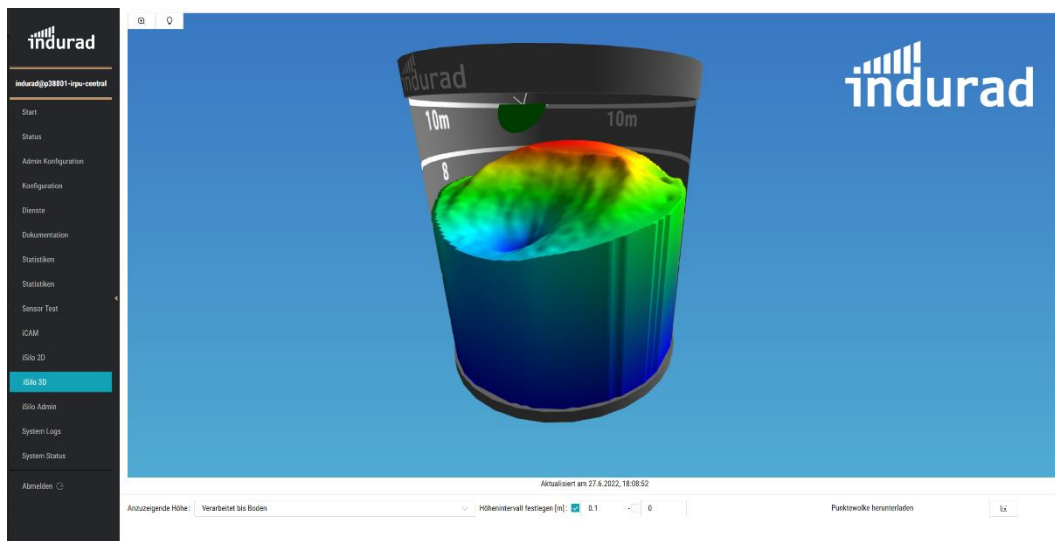 indurad
indurad@p38801-irpu-central
Start
Status
Admin Konfiguration
Konfiguration
Dienste
Dokumentation
Statistiken
Statistiken
Sensor Test
iCAM
iSilo 2D
iSilo 3D
iSilo Admin
System Logs
System Status
Abmelden
indurad
indurad
10m
10m
8
Aktualisiert am 27.6.2022, 18:08:52
Anzuzeigende Höhe: Verarbeitet bis Boden Höhenintervall festlegen [m]: 0.1 - 0 Punktewolke herunterladen